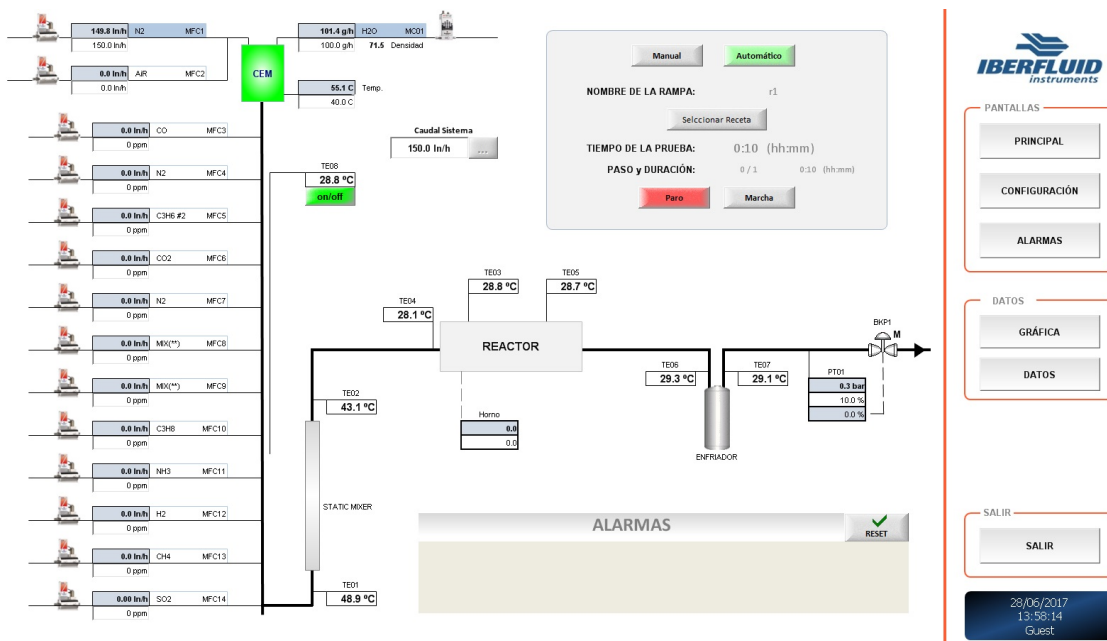 149.8 ln/h N2 MFC1
150.0 ln/h
101.4 g/h H2O MC01
100.0 g/h 71.5 Densidad
0.0 ln/h AIR MFC2
0.0 ln/h
CEM
55.1 C Temp.
40.0 C
0.0 ln/h CO MFC3
0 ppm
0.0 ln/h N2 MFC4
0 ppm
0.0 ln/h C3H6 #2 MFC5
0 ppm
0.0 ln/h CO2 MFC6
0 ppm
0.0 ln/h N2 MFC7
0 ppm
0.0 ln/h MIX(**) MFC8
0 ppm
0.0 ln/h MIX(**) MFC9
0 ppm
0.0 ln/h C3H8 MFC10
0 ppm
0.0 ln/h NH3 MFC11
0 ppm
0.0 ln/h H2 MFC12
0 ppm
0.0 ln/h CH4 MFC13
0 ppm
0.00 ln/h SO2 MFC14
0 ppm
Caudal Sistema
150.0 ln/h ...
TE08
28.8 ºC
on/off
Manual Automático
NOMBRE DE LA RAMPA: r1
Selccionar Receta
TIEMPO DE LA PRUEBA: 0:10 (hh:mm)
PASO y DURACIÓN: 0 / 1 0:10 (hh:mm)
Paro Marcha
TE03
28.8 ºC
TE05
28.7 ºC
TE04
28.1 ºC
REACTOR
BKP1
M
TE06
29.3 ºC
TE07
29.1 ºC
PT01
0.3 bar
10.0 %
0.0 %
TE02
43.1 ºC
Horno
0.0
0.0
ENFRIADOR
STATIC MIXER
TE01
48.9 ºC
ALARMAS
RESET
IBERFLUID
instruments
PANTALLAS
PRINCIPAL
CONFIGURACIÓN
ALARMAS
DATOS
GRÁFICA
DATOS
SALIR
SALIR
28/06/2017
13:58:14
Guest